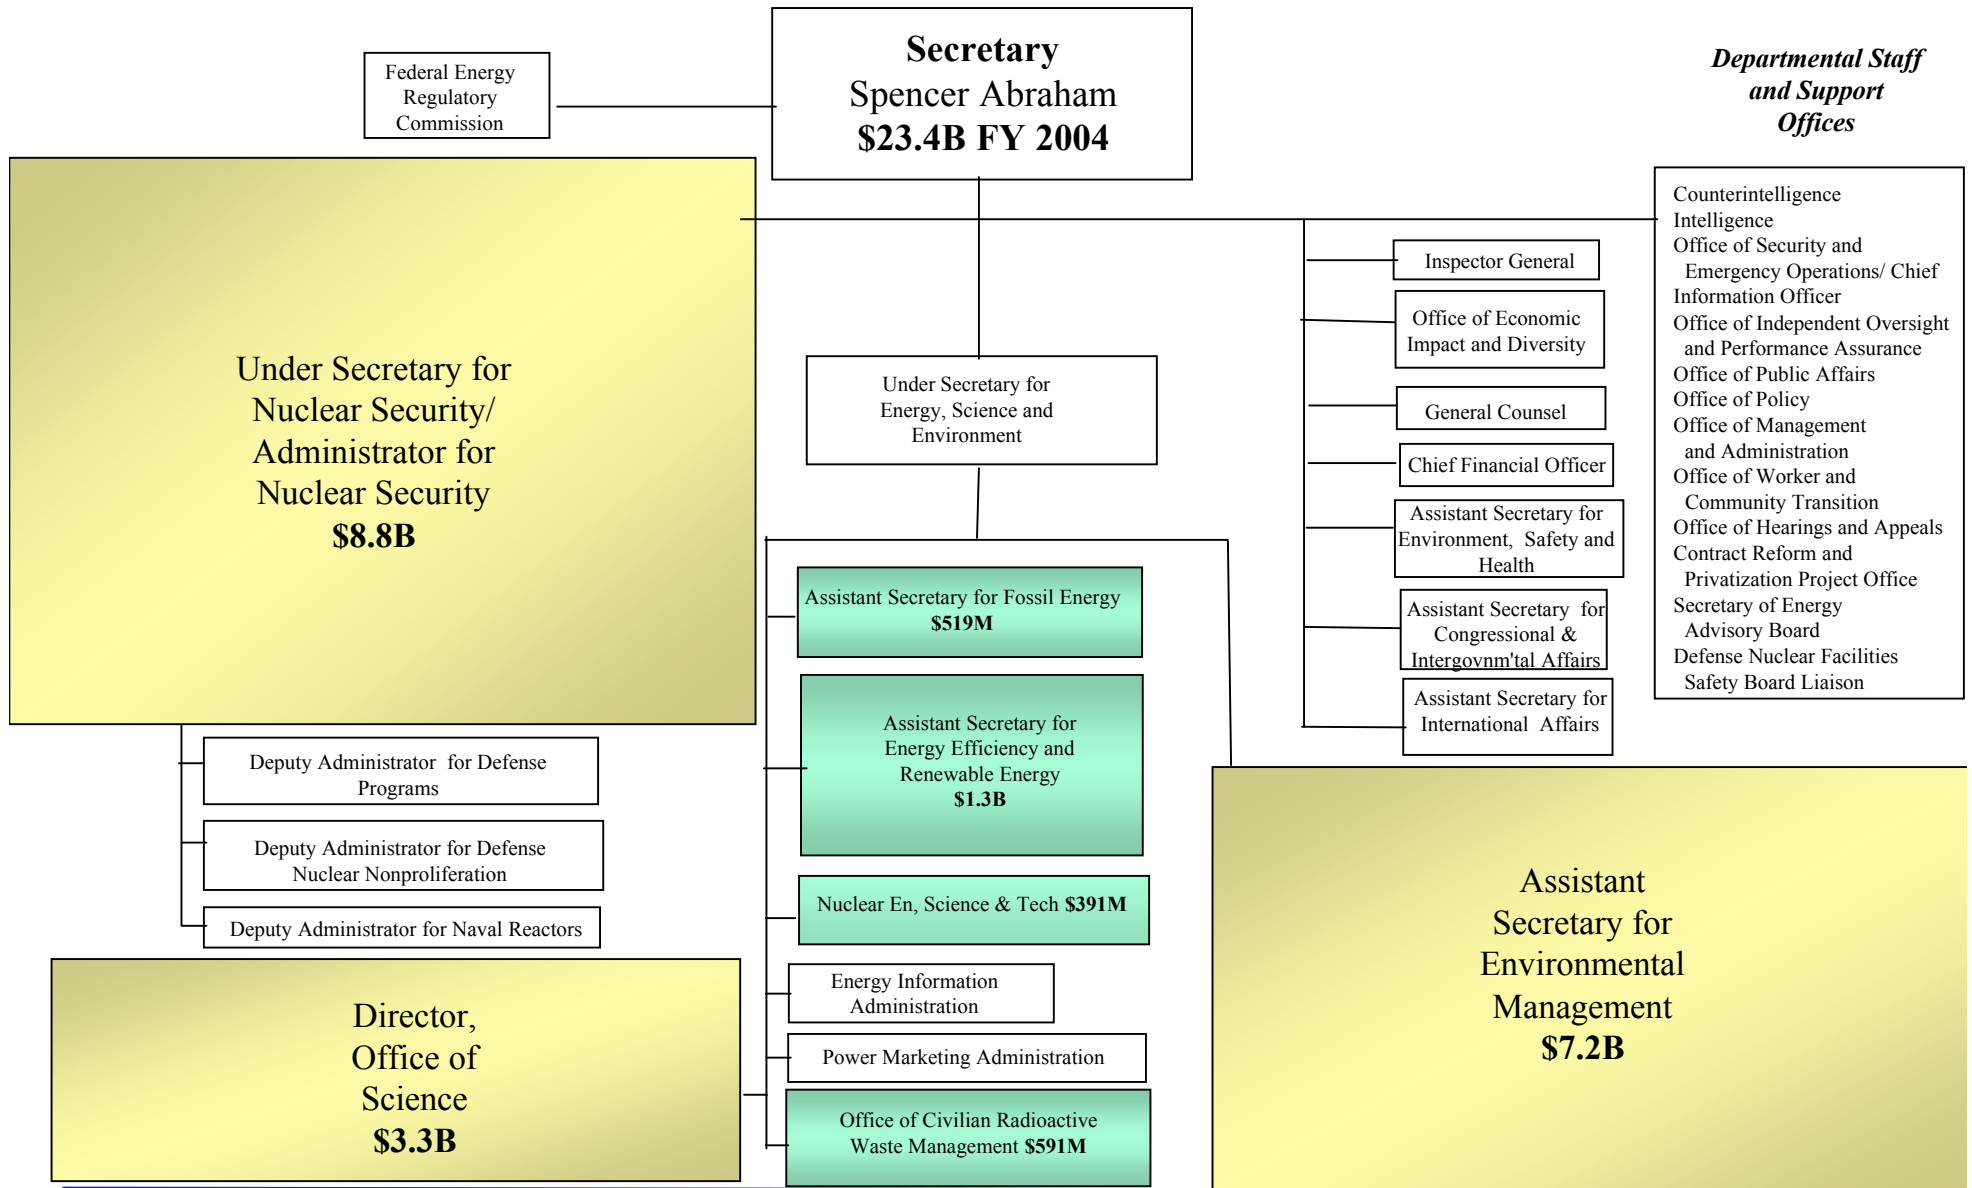 Secretary
Spencer Abraham
$23.4B FY 2004
Federal Energy
Regulatory
Commission
Departmental Staff
and Support
Offices
Under Secretary for
Nuclear Security/
Administrator for
Nuclear Security
$8.8B
Deputy Administrator for Defense
Programs
Deputy Administrator for Defense
Nuclear Nonproliferation
Deputy Administrator for Naval Reactors
Director,
Office of
Science
$3.3B
Under Secretary for
Energy, Science and
Environment
Assistant Secretary for Fossil Energy
$519M
Assistant Secretary for
Energy Efficiency and
Renewable Energy
$1.3B
Nuclear En, Science & Tech $391M
Energy Information
Administration
Power Marketing Administration
Office of Civilian Radioactive
Waste Management $591M
Inspector General
Office of Economic
Impact and Diversity
General Counsel
Chief Financial Officer
Assistant Secretary for
Environment, Safety and
Health
Assistant Secretary for
Congressional &
Intergovnm'tal Affairs
Assistant Secretary for
International Affairs
Counterintelligence
Intelligence
Office of Security and
Emergency Operations/ Chief
Information Officer
Office of Independent Oversight
and Performance Assurance
Office of Public Affairs
Office of Policy
Office of Management
and Administration
Office of Worker and
Community Transition
Office of Hearings and Appeals
Contract Reform and
Privatization Project Office
Secretary of Energy
Advisory Board
Defense Nuclear Facilities
Safety Board Liaison
Assistant
Secretary for
Environmental
Management
$7.2B